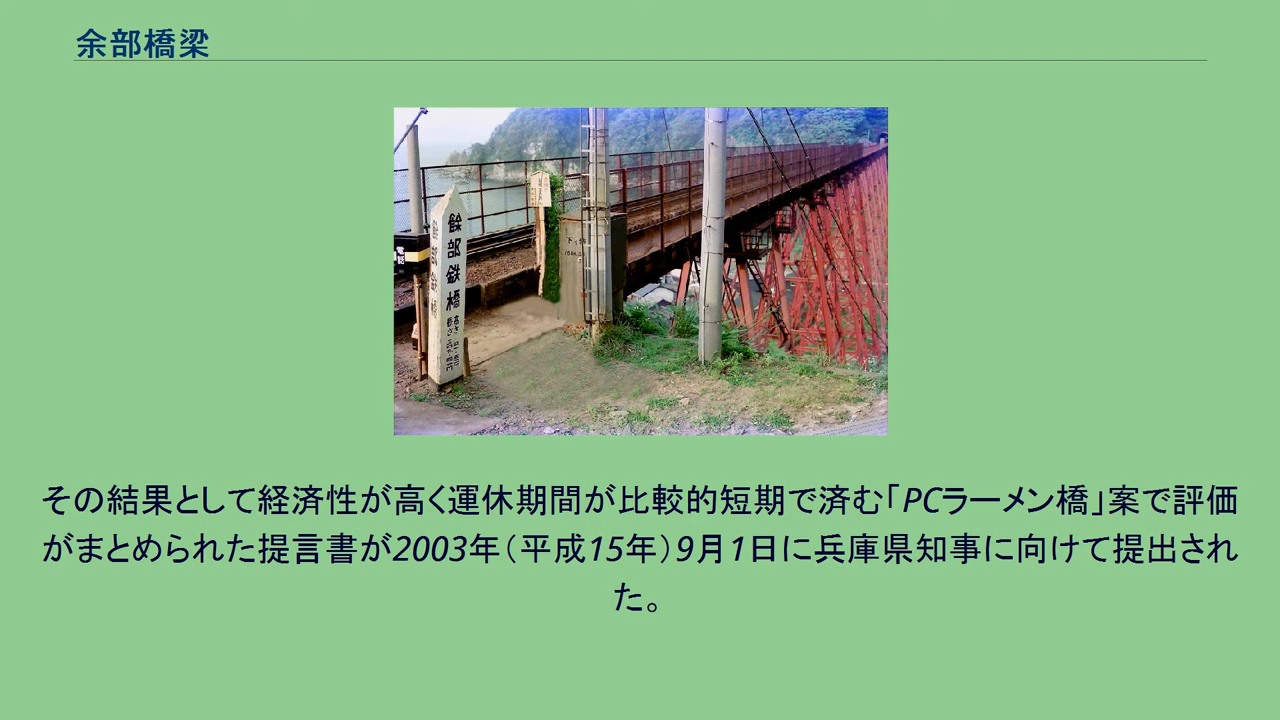 余部橋梁
餘部鉄橋
電話
その結果として経済性が高く運休期間が比較的短期で済む「PCラーメン橋」案で評価
がまとめられた提言書が2003年（平成15年）9月1日に兵庫県知事に向けて提出され
た。